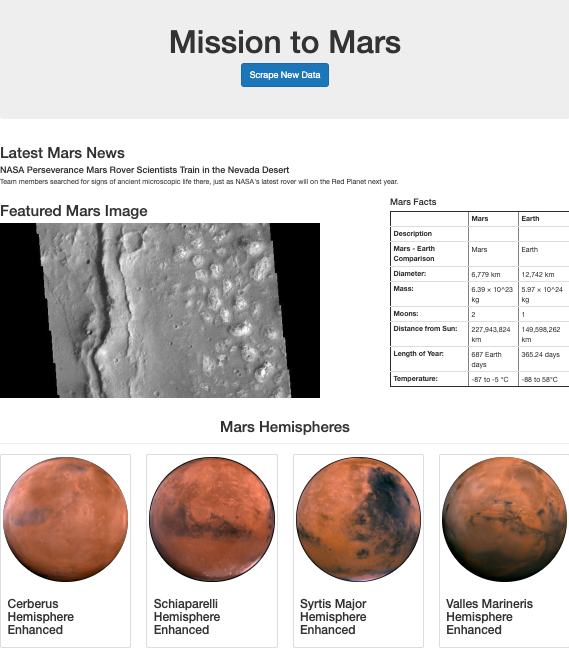 Mission to Mars
Scrape New Data
Latest Mars News
NASA Perseverance Mars Rover Scientists Train in the Nevada Desert
Team members searched for signs of ancient microscopic life there, just as NASA's latest rover will on the Red Planet next year.
Featured Mars Image
Mars Facts
Mars Earth
Description
Mars - Earth Comparison Mars Earth
Diameter: 6,779 km 12,742 km
Mass: 6.39 × 10^23 kg 5.97 × 10^24 kg
Moons: 2 1
Distance from Sun: 227,943,824 km 149,598,262 km
Length of Year: 687 Earth days 365.24 days
Temperature: -87 to -5 °C -88 to 58°C
Mars Hemispheres
Cerberus Hemisphere Enhanced
Schiaparelli Hemisphere Enhanced
Syrtis Major Hemisphere Enhanced
Valles Marineris Hemisphere Enhanced